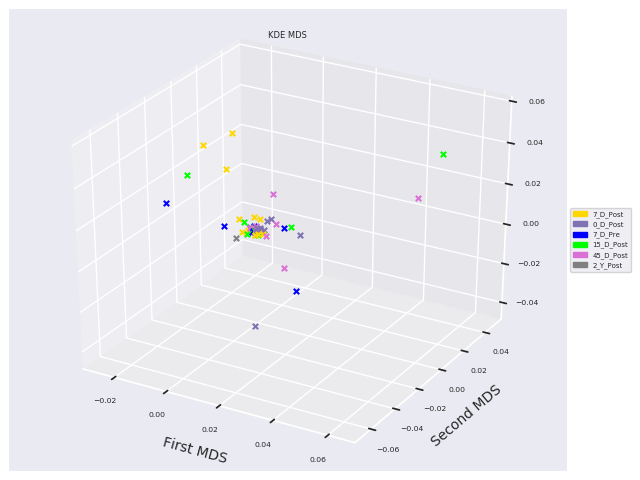 KDE MDS
0.06
0.04
0.02
0.00
−0.02
−0.04
7_D_Post
0_D_Post
7_D_Pre
15_D_Post
45_D_Post
2_Y_Post
0.04
0.02
0.00
−0.02
−0.04
−0.06
Second MDS
−0.02
0.00
0.02
0.04
0.06
First MDS